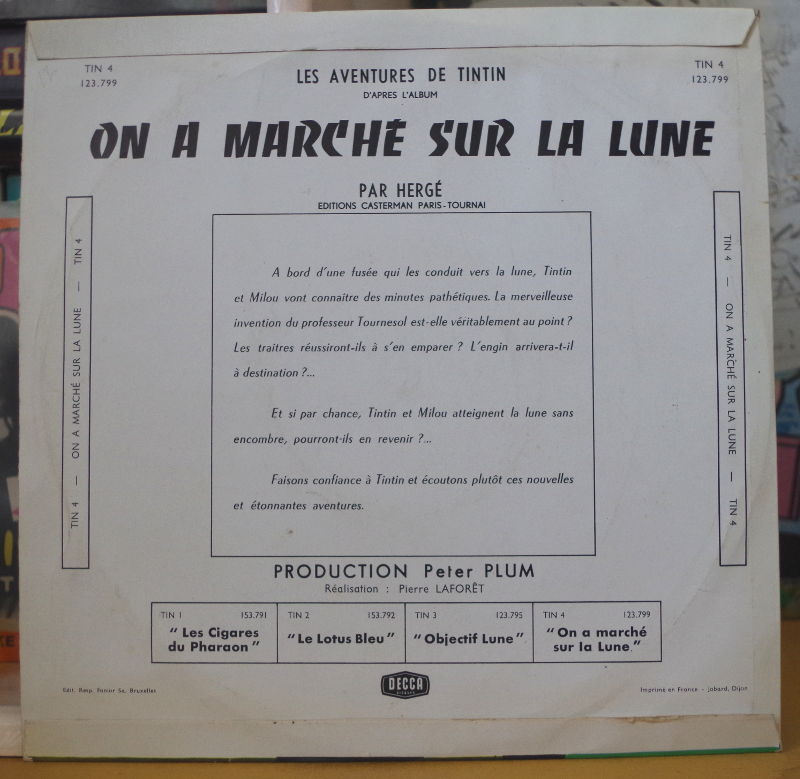 TIN 4
123.799
LES AVENTURES DE TINTIN
D'APRES L'ALBUM
TIN 4
123.799
ON A MARCHÉ SUR LA LUNE
PAR HERGÉ
EDITIONS CASTERMAN PARIS-TOURNAI
TIN 4 — ON A MARCHÉ SUR LA LUNE — TIN 4
A bord d'une fusée qui les conduit vers la lune, Tintin
et Milou vont connaître des minutes pathétiques. La merveilleuse
invention du professeur Tournesol est-elle véritablement au point ?
Les traitres réussiront-ils à s'en emparer ? L'engin arrivera-t-il
à destination ?...
Et si par chance, Tintin et Milou atteignent la lune sans
encombre, pourront-ils en revenir ?...
Faisons confiance à Tintin et écoutons plutôt ces nouvelles
et étonnantes aventures.
TIN 4 — ON A MARCHÉ SUR LA LUNE — TIN 4
PRODUCTION Peter PLUM
Réalisation : Pierre LAFORÊT
TIN 1 153.791
“ Les Cigares
du Pharaon ”
TIN 2 153.792
“ Le Lotus Bleu ”
TIN 3 123.795
“ Objectif Lune ”
TIN 4 123.799
“ On a marché
sur la Lune ”
Edit. Resp. Fonior Sa, Bruxelles
DECCA
Imprimé en France - Jobard, Dijon